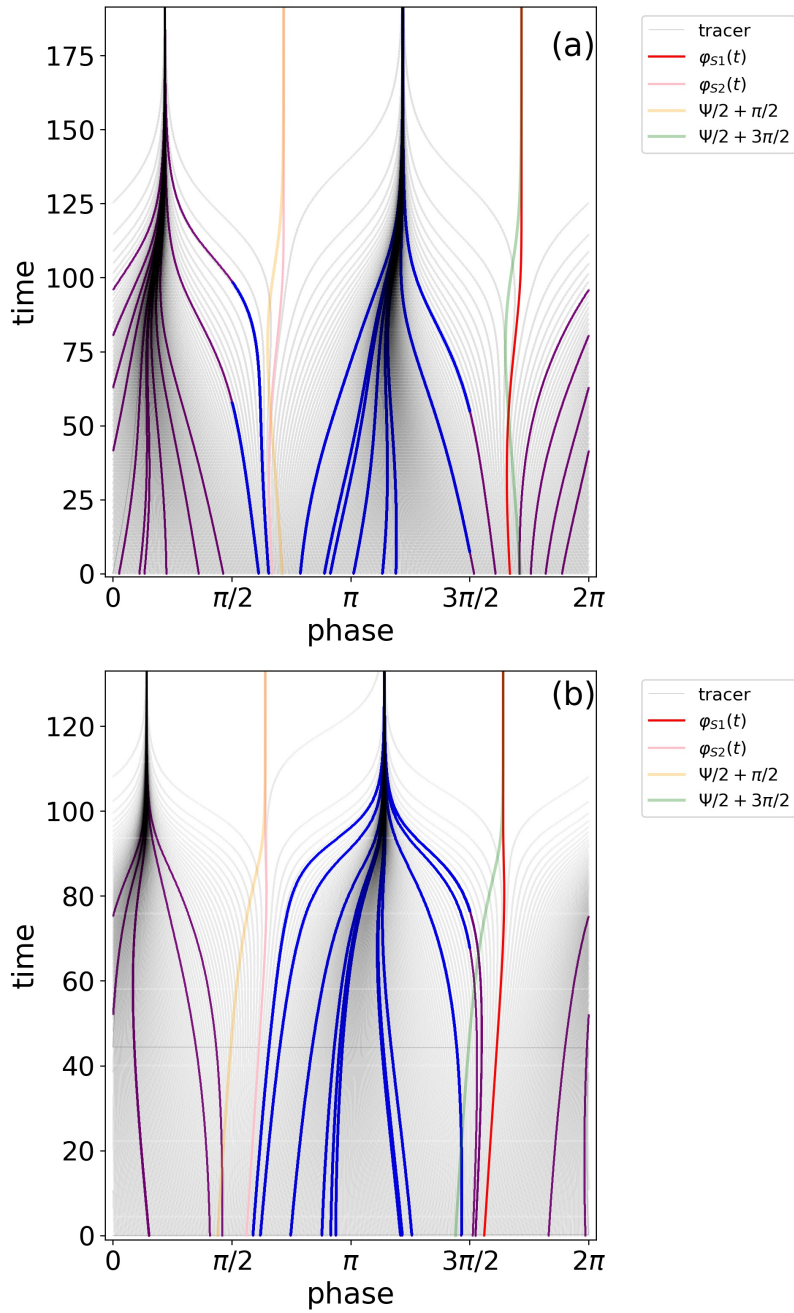 (a)
175
150
125
100
75
50
25
0
time
0 π/2 π 3π/2 2π
phase
tracer
φS1(t)
φS2(t)
Ψ/2 + π/2
Ψ/2 + 3π/2
(b)
120
100
80
60
40
20
0
time
0 π/2 π 3π/2 2π
phase
tracer
φS1(t)
φS2(t)
Ψ/2 + π/2
Ψ/2 + 3π/2